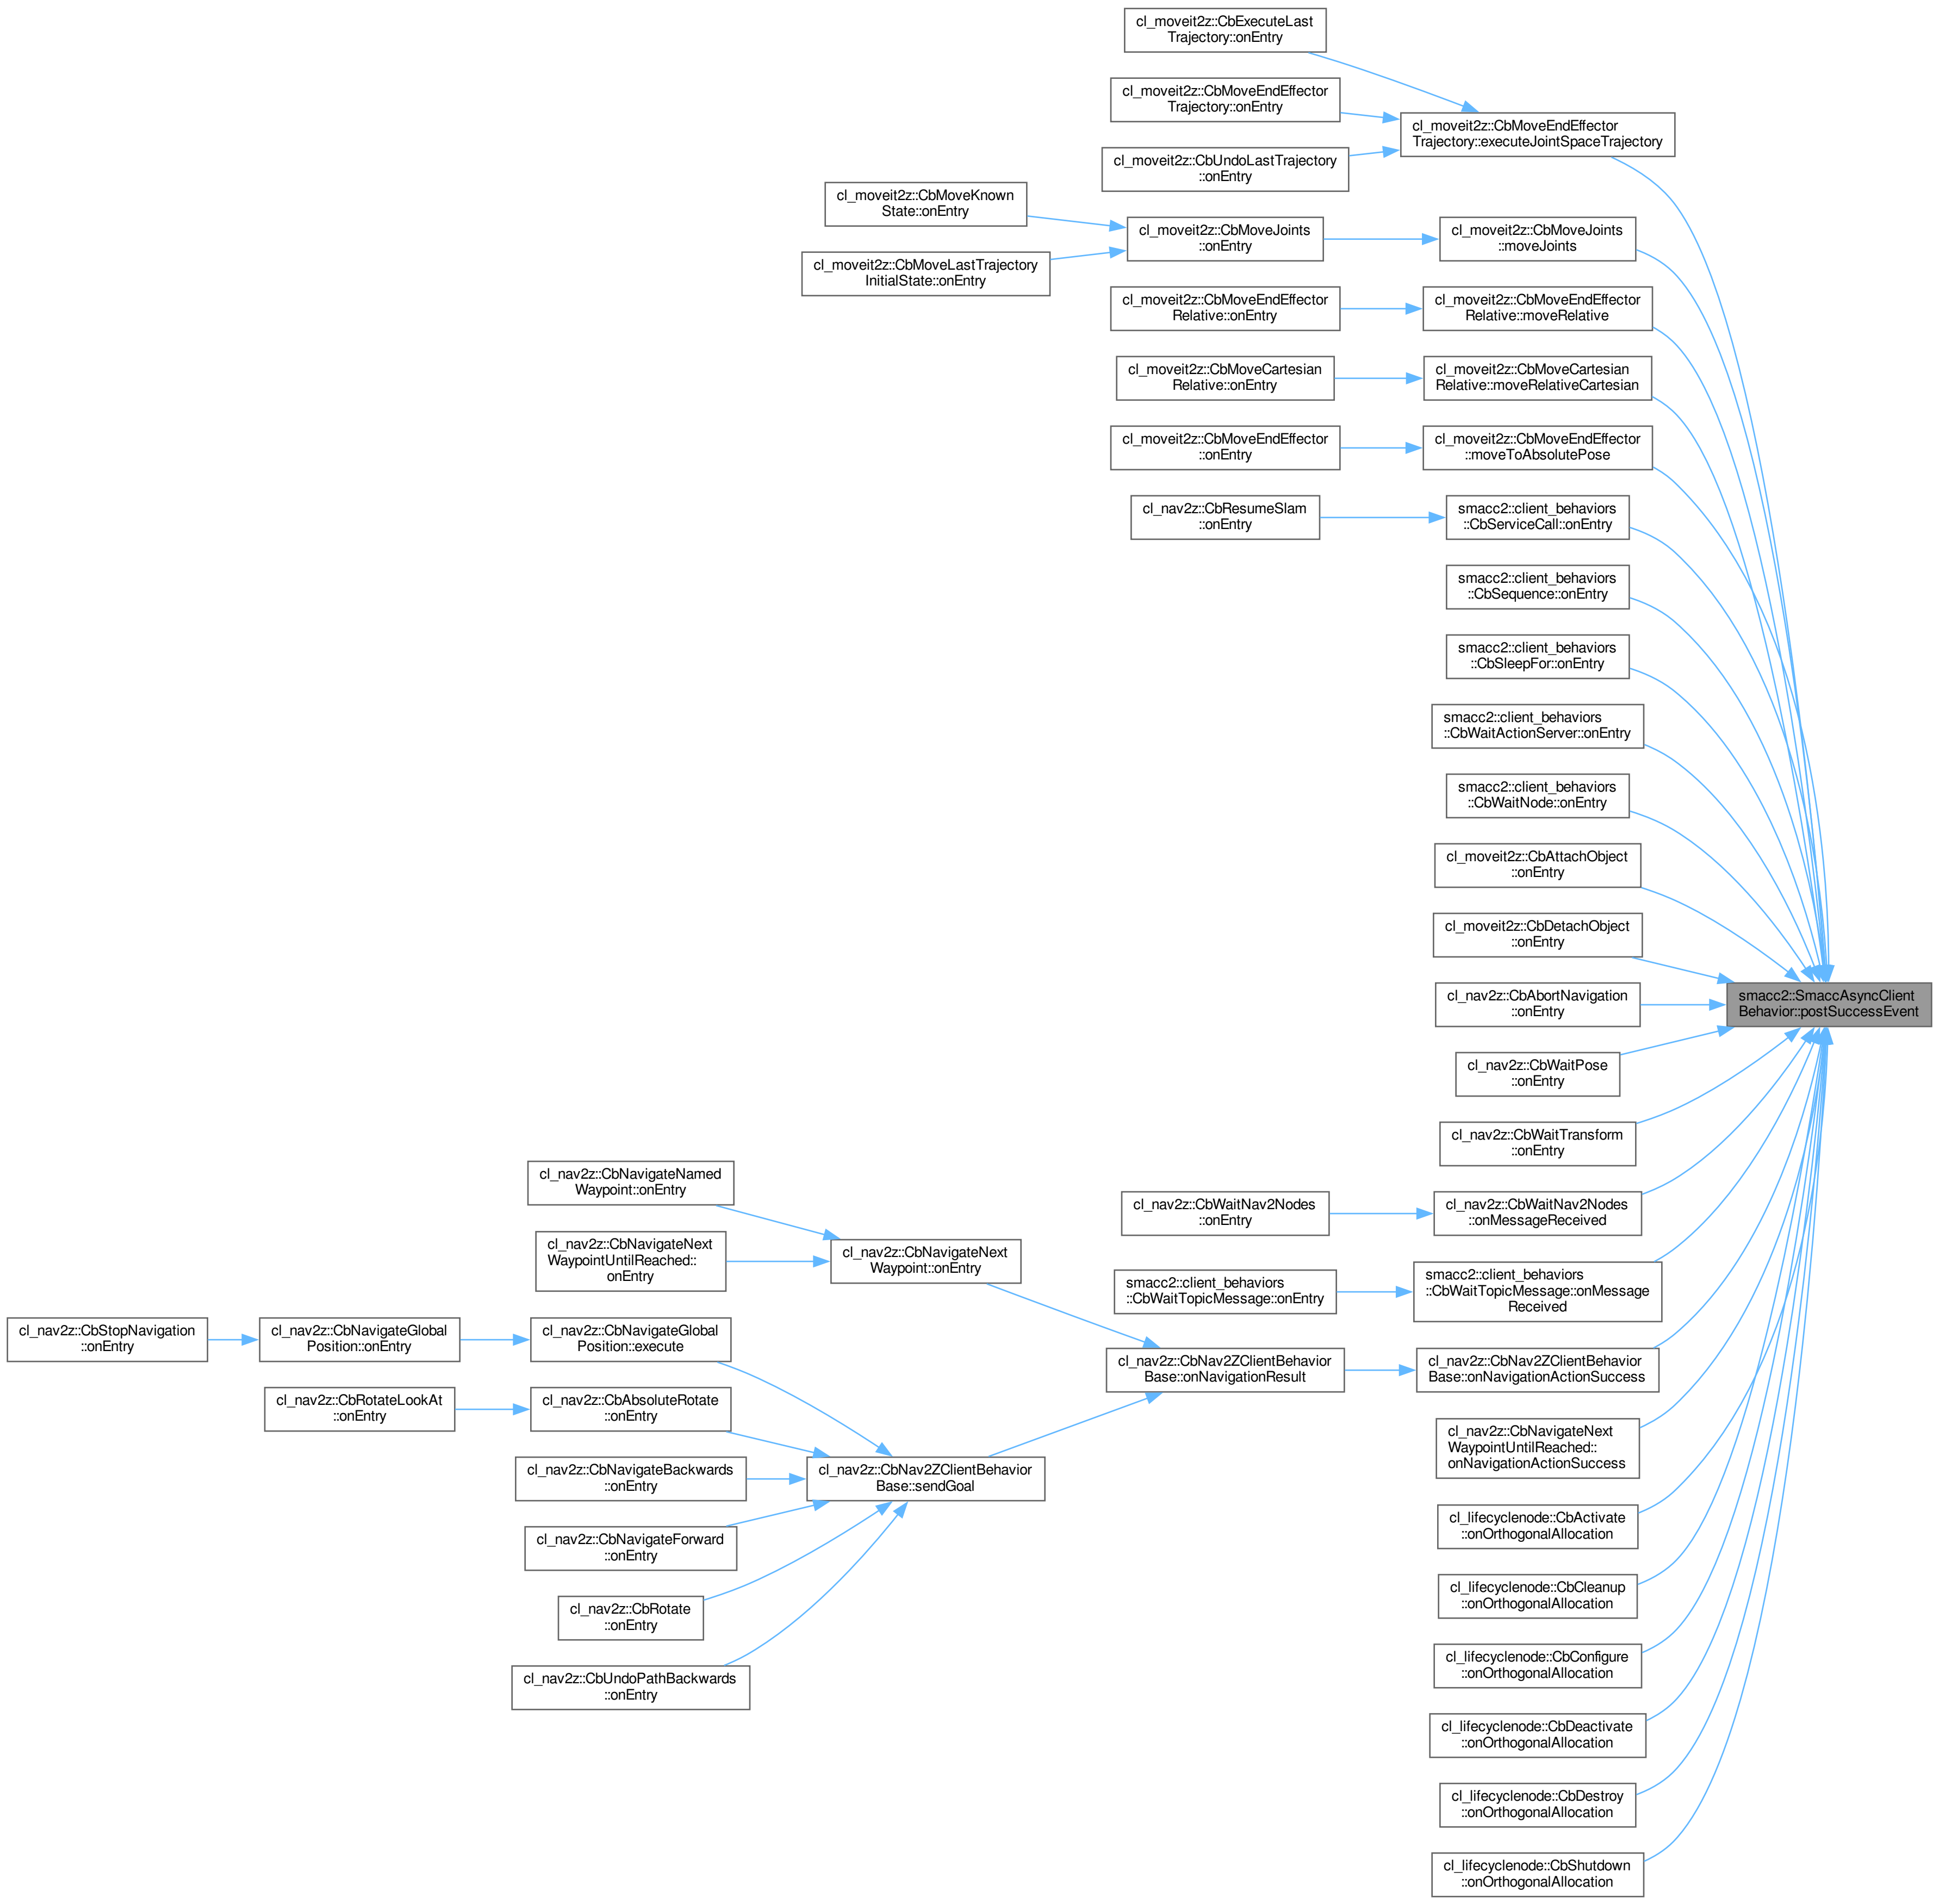 cl_moveit2z::CbExecuteLast
Trajectory::onEntry
cl_moveit2z::CbMoveEndEffector
Trajectory::onEntry
cl_moveit2z::CbMoveEndEffector
Trajectory::executeJointSpaceTrajectory
cl_moveit2z::CbUndoLastTrajectory
::onEntry
cl_moveit2z::CbMoveKnown
State::onEntry
cl_moveit2z::CbMoveJoints
::onEntry
cl_moveit2z::CbMoveJoints
::moveJoints
cl_moveit2z::CbMoveLastTrajectory
InitialState::onEntry
cl_moveit2z::CbMoveEndEffector
Relative::onEntry
cl_moveit2z::CbMoveEndEffector
Relative::moveRelative
cl_moveit2z::CbMoveCartesian
Relative::onEntry
cl_moveit2z::CbMoveCartesian
Relative::moveRelativeCartesian
cl_moveit2z::CbMoveEndEffector
::onEntry
cl_moveit2z::CbMoveEndEffector
::moveToAbsolutePose
cl_nav2z::CbResumeSlam
::onEntry
smacc2::client_behaviors
::CbServiceCall::onEntry
smacc2::client_behaviors
::CbSequence::onEntry
smacc2::client_behaviors
::CbSleepFor::onEntry
smacc2::client_behaviors
::CbWaitActionServer::onEntry
smacc2::client_behaviors
::CbWaitNode::onEntry
cl_moveit2z::CbAttachObject
::onEntry
cl_moveit2z::CbDetachObject
::onEntry
smacc2::SmaccAsyncClient
Behavior::postSuccessEvent
cl_nav2z::CbAbortNavigation
::onEntry
cl_nav2z::CbWaitPose
::onEntry
cl_nav2z::CbWaitTransform
::onEntry
cl_nav2z::CbNavigateNamed
Waypoint::onEntry
cl_nav2z::CbWaitNav2Nodes
::onEntry
cl_nav2z::CbWaitNav2Nodes
::onMessageReceived
cl_nav2z::CbNavigateNext
WaypointUntilReached::
onEntry
cl_nav2z::CbNavigateNext
Waypoint::onEntry
smacc2::client_behaviors
::CbWaitTopicMessage::onEntry
smacc2::client_behaviors
::CbWaitTopicMessage::onMessage
Received
cl_nav2z::CbStopNavigation
::onEntry
cl_nav2z::CbNavigateGlobal
Position::onEntry
cl_nav2z::CbNavigateGlobal
Position::execute
cl_nav2z::CbNav2ZClientBehavior
Base::onNavigationResult
cl_nav2z::CbNav2ZClientBehavior
Base::onNavigationActionSuccess
cl_nav2z::CbRotateLookAt
::onEntry
cl_nav2z::CbAbsoluteRotate
::onEntry
cl_nav2z::CbNavigateNext
WaypointUntilReached::
onNavigationActionSuccess
cl_nav2z::CbNavigateBackwards
::onEntry
cl_nav2z::CbNav2ZClientBehavior
Base::sendGoal
cl_lifecyclenode::CbActivate
::onOrthogonalAllocation
cl_nav2z::CbNavigateForward
::onEntry
cl_lifecyclenode::CbCleanup
::onOrthogonalAllocation
cl_nav2z::CbRotate
::onEntry
cl_lifecyclenode::CbConfigure
::onOrthogonalAllocation
cl_nav2z::CbUndoPathBackwards
::onEntry
cl_lifecyclenode::CbDeactivate
::onOrthogonalAllocation
cl_lifecyclenode::CbDestroy
::onOrthogonalAllocation
cl_lifecyclenode::CbShutdown
::onOrthogonalAllocation